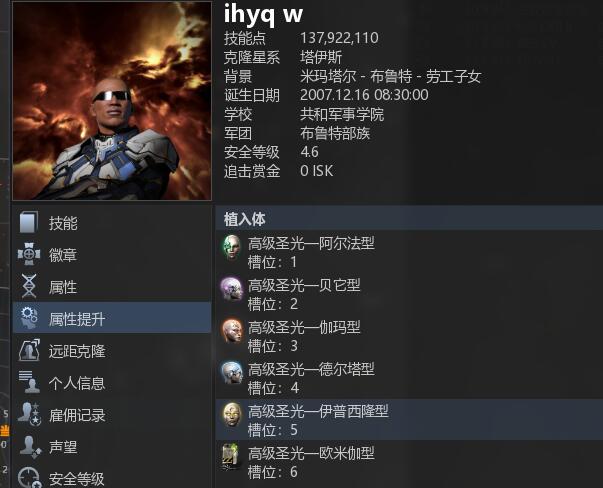 ihyq w
技能点 137,922,110
克隆星系 塔伊斯
背景 米玛塔尔 - 布鲁特 - 劳工子女
诞生日期 2007.12.16 08:30:00
学校 共和军事学院
军团 布鲁特部族
安全等级 4.6
追击赏金 0 ISK
技能
徽章
属性
属性提升
远距克隆
个人信息
雇佣记录
声望
安全等级
植入体
高级圣光—阿尔法型
槽位：1
高级圣光—贝它型
槽位：2
高级圣光—伽玛型
槽位：3
高级圣光—德尔塔型
槽位：4
高级圣光—伊普西隆型
槽位：5
高级圣光—欧米伽型
槽位：6